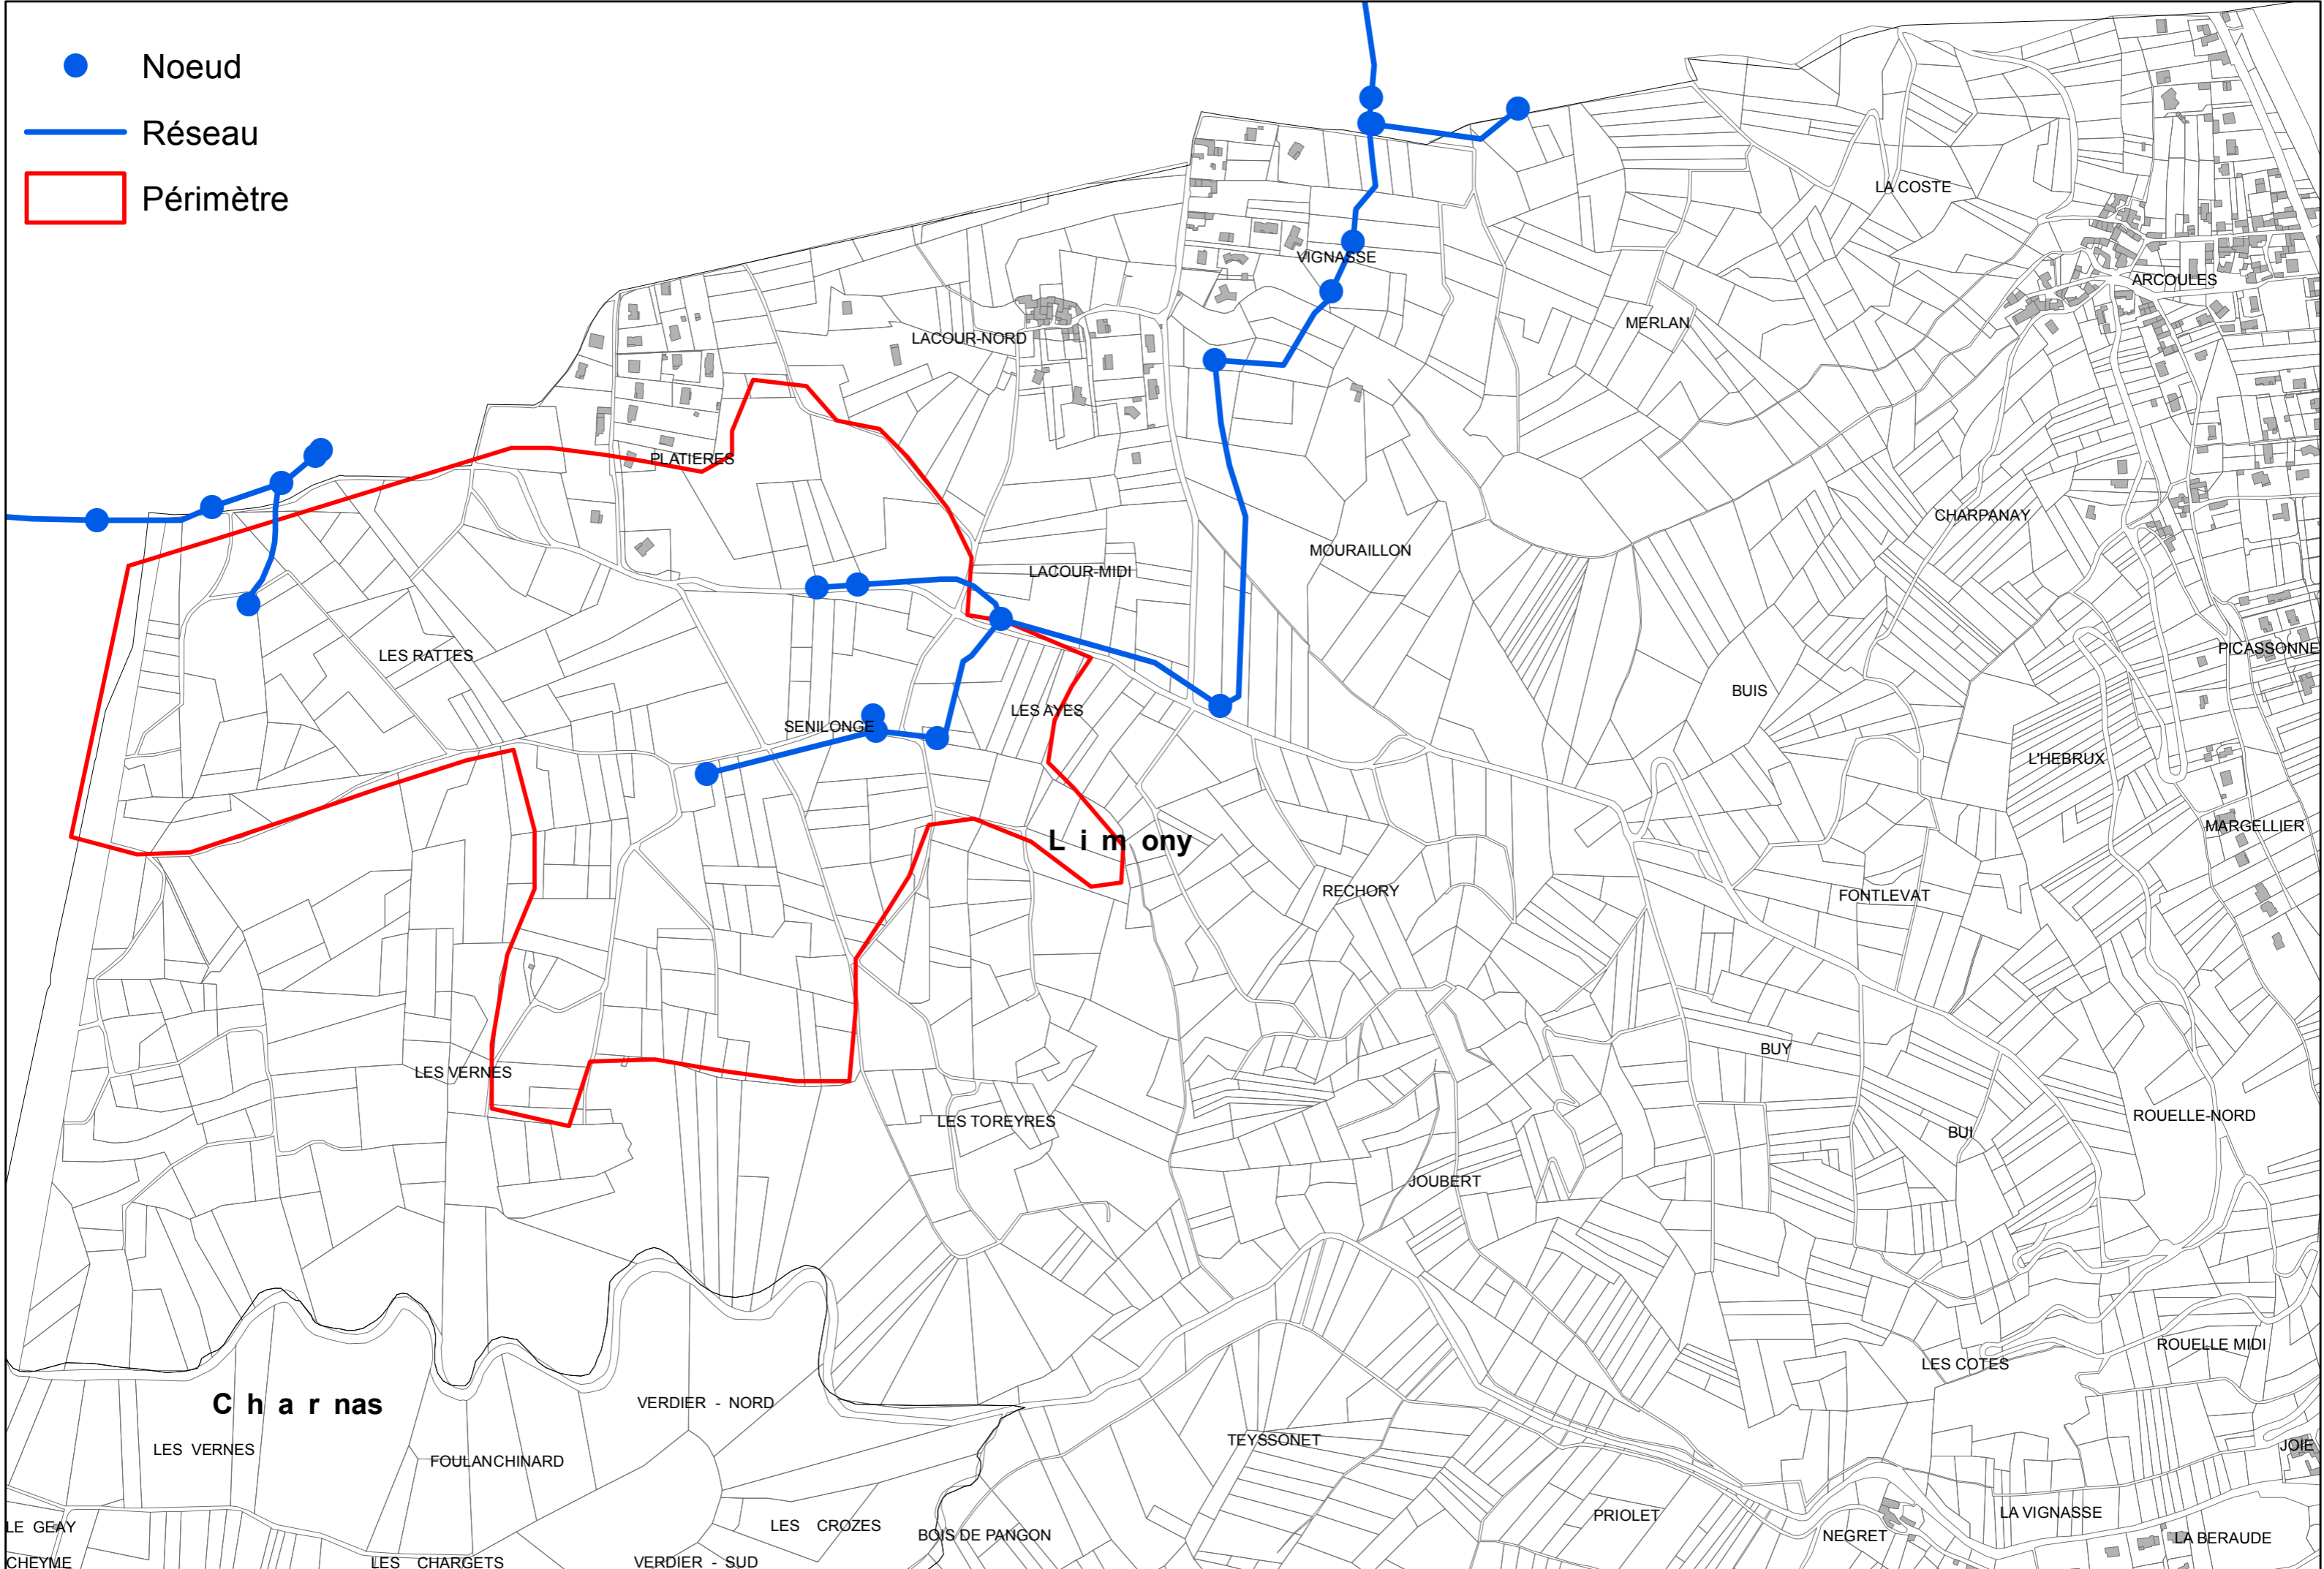 Noeud
Réseau
Périmètre
LA COSTE
VIGNASSE
ARCOULES
MERLAN
LACOUR-NORD
PLATIERES
CHARPANAY
MOURAILLON
LACOUR-MIDI
PICASSONNE
LES RATTES
BUIS
LES AYES
SENILONGE
L'HEBRUX
MARGELLIER
Limony
RECHORY
FONTLEVAT
BUY
LES VERNES
ROUELLE-NORD
LES TOREYRES
BUI
JOUBERT
ROUELLE MIDI
LES COTES
Charnas
VERDIER - NORD
TEYSSONET
JOIE
LES VERNES
FOULANCHINARD
LA VIGNASSE
PRIOLET
LE GEAY
LES CROZES
BOIS DE PANGON
NEGRET
LA BERAUDE
CHEYME
LES CHARGETS
VERDIER - SUD